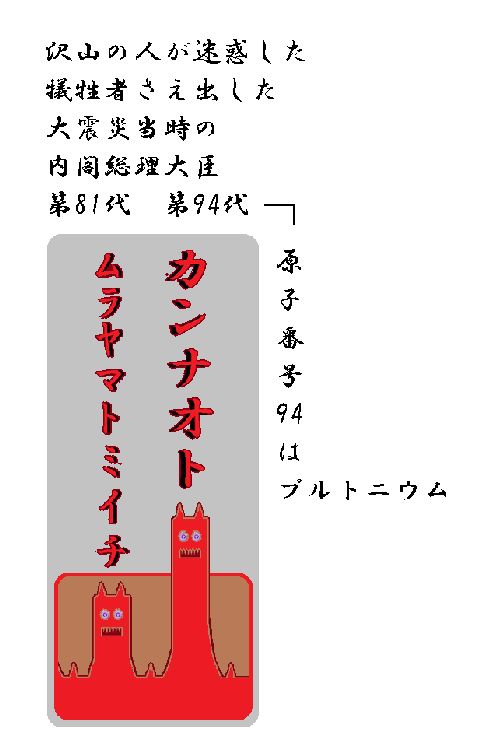 沢山の人が迷惑した
犠牲者さえ出した
大震災当時の
内閣総理大臣
第81代　第94代
カンナオト
ムラヤマトミイチ
原子番号94は
プルトニウム